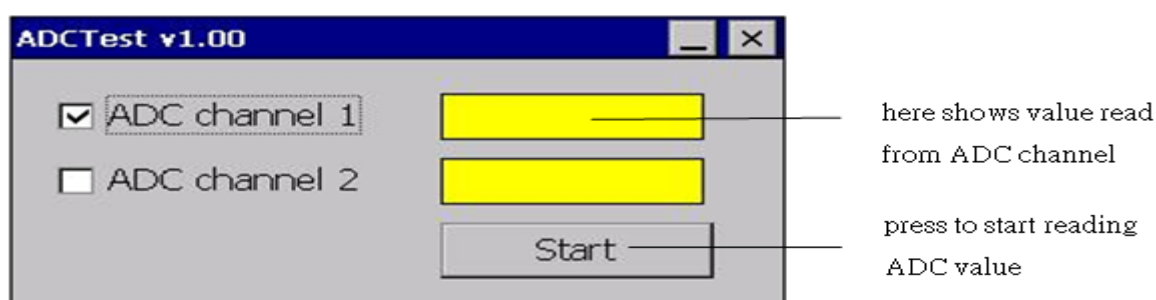 ADCTest v1.00
ADC channel 1
here shows value read
from ADC channel
ADC channel 2
Start
press to start reading
ADC value